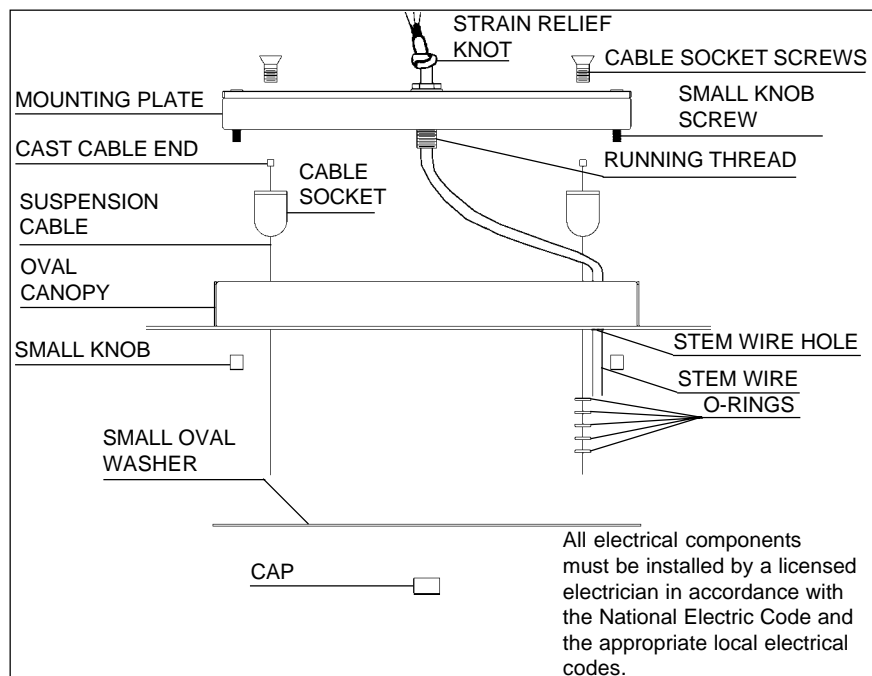 STRAIN RELIEF
KNOT
CABLE SOCKET SCREWS
MOUNTING PLATE
SMALL KNOB
SCREW
CAST CABLE END
CABLE
SOCKET
RUNNING THREAD
SUSPENSION
CABLE
OVAL
CANOPY
STEM WIRE HOLE
SMALL KNOB
STEM WIRE
O-RINGS
SMALL OVAL
WASHER
CAP
All electrical components
must be installed by a licensed
electrician in accordance with
the National Electric Code and
the appropriate local electrical
codes.